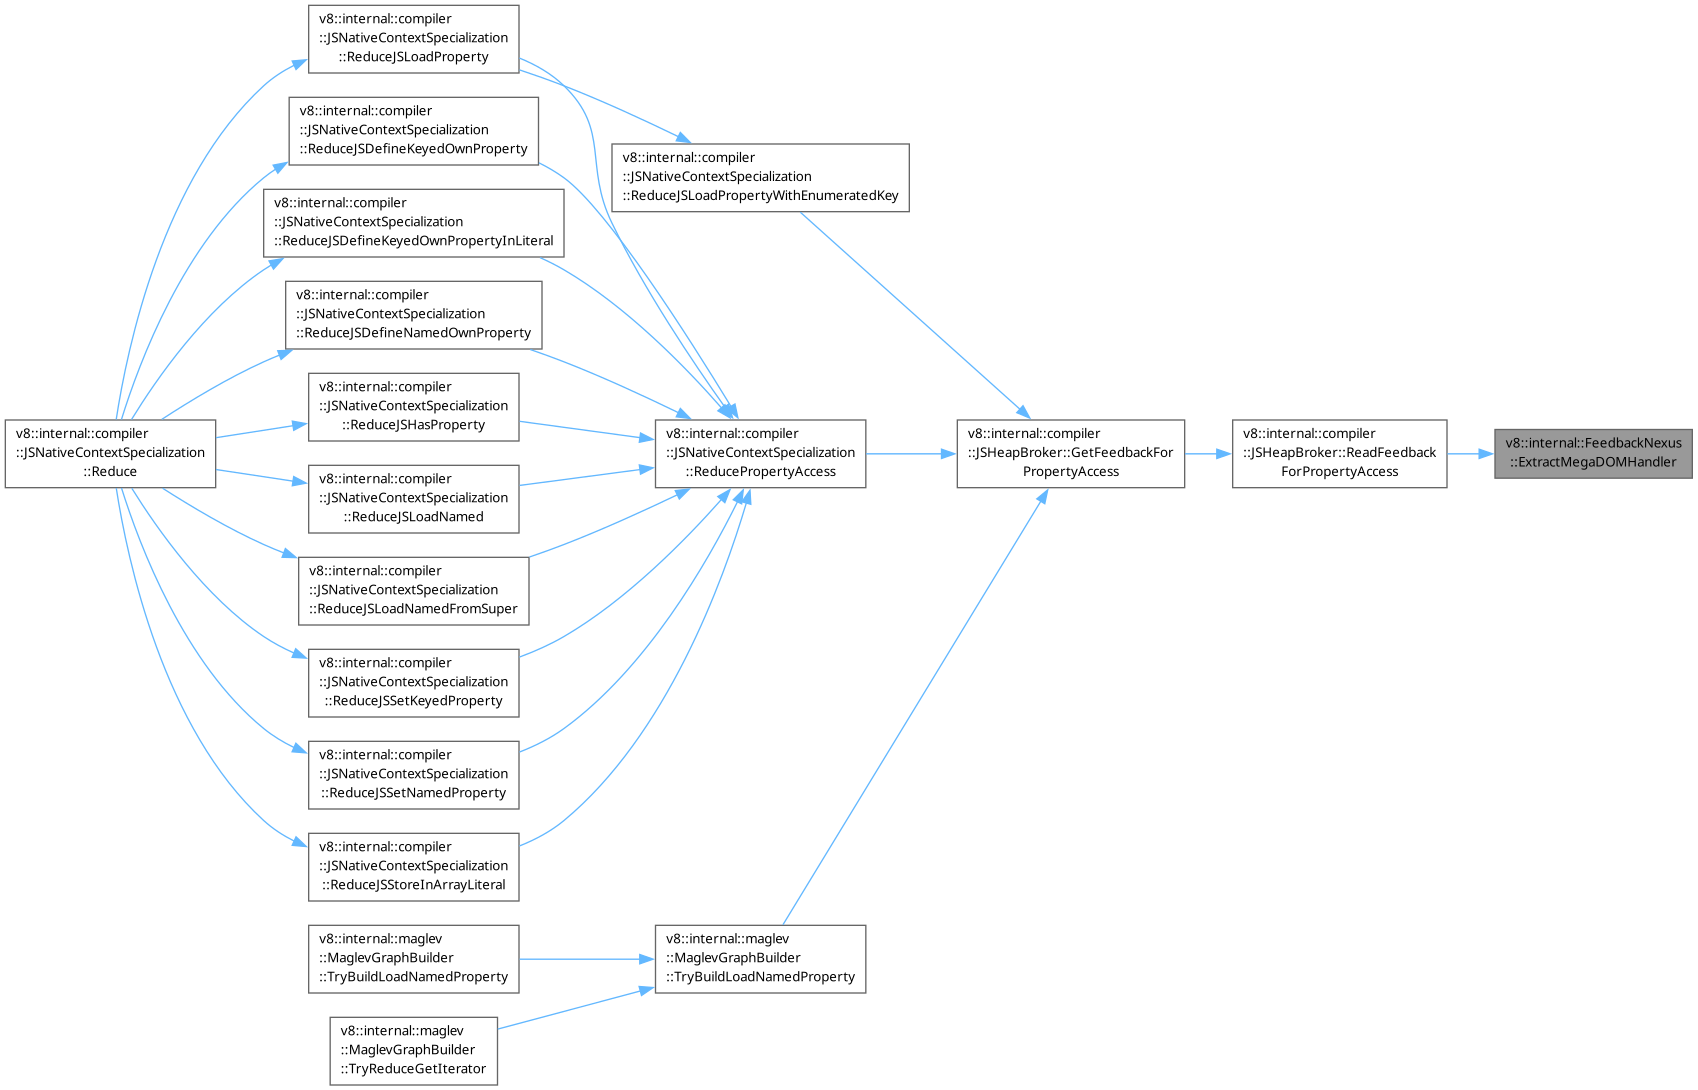 v8::internal::compiler
::JSNativeContextSpecialization
::ReduceJSLoadProperty
v8::internal::compiler
::JSNativeContextSpecialization
::ReduceJSDefineKeyedOwnProperty
v8::internal::compiler
::JSNativeContextSpecialization
::ReduceJSLoadPropertyWithEnumeratedKey
v8::internal::compiler
::JSNativeContextSpecialization
::ReduceJSDefineKeyedOwnPropertyInLiteral
v8::internal::compiler
::JSNativeContextSpecialization
::ReduceJSDefineNamedOwnProperty
v8::internal::compiler
::JSNativeContextSpecialization
::ReduceJSHasProperty
v8::internal::compiler
::JSNativeContextSpecialization
::Reduce
v8::internal::compiler
::JSNativeContextSpecialization
::ReducePropertyAccess
v8::internal::compiler
::JSHeapBroker::GetFeedbackFor
PropertyAccess
v8::internal::compiler
::JSHeapBroker::ReadFeedback
ForPropertyAccess
v8::internal::FeedbackNexus
::ExtractMegaDOMHandler
v8::internal::compiler
::JSNativeContextSpecialization
::ReduceJSLoadNamed
v8::internal::compiler
::JSNativeContextSpecialization
::ReduceJSLoadNamedFromSuper
v8::internal::compiler
::JSNativeContextSpecialization
::ReduceJSSetKeyedProperty
v8::internal::compiler
::JSNativeContextSpecialization
::ReduceJSSetNamedProperty
v8::internal::compiler
::JSNativeContextSpecialization
::ReduceJSStoreInArrayLiteral
v8::internal::maglev
::MaglevGraphBuilder
::TryBuildLoadNamedProperty
v8::internal::maglev
::MaglevGraphBuilder
::TryBuildLoadNamedProperty
v8::internal::maglev
::MaglevGraphBuilder
::TryReduceGetIterator